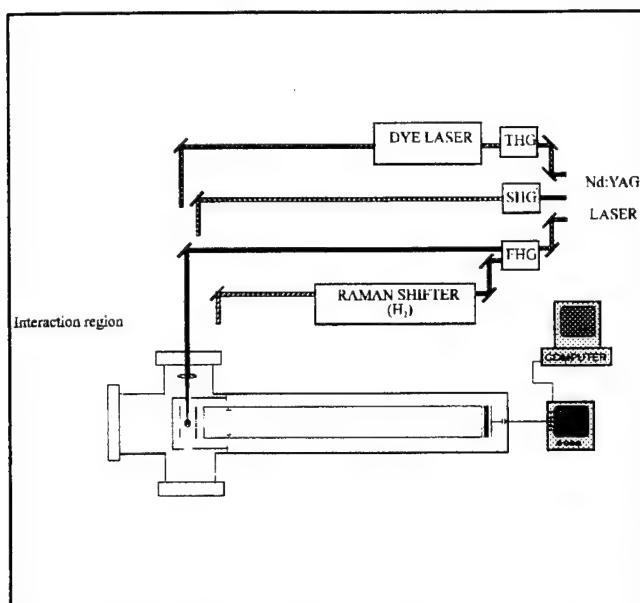 DYE LASER
THG
Nd:YAG
SHG
LASER
FHG
RAMAN SHIFTER
(H₂)
Interaction region
COMPUTER